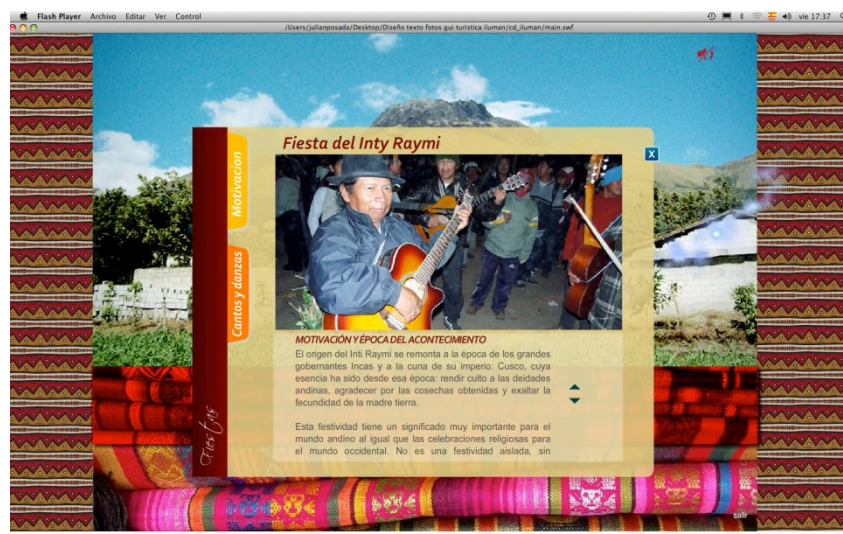 Flash Player Archivo Editar Ver Control
vie 17:37
/Users/julianposada/Desktop/Diseño texto fotos gui turistica iluman/cd_iluman/main.swf
Fiesta del Inty Raymi
X
Motivacion
Cantos y danzas
Fiestas
MOTIVACIÓN Y ÉPOCA DEL ACONTECIMIENTO
El origen del Inti Raymi se remonta a la época de los grandes
gobernantes Incas y a la cuna de su imperio: Cusco, cuya
esencia ha sido desde esa época: rendir culto a las deidades
andinas, agradecer por las cosechas obtenidas y exaltar la
fecundidad de la madre tierra.
Esta festividad tiene un significado muy importante para el
mundo andino al igual que las celebraciones religiosas para
el mundo occidental. No es una festividad aislada, sin
salir